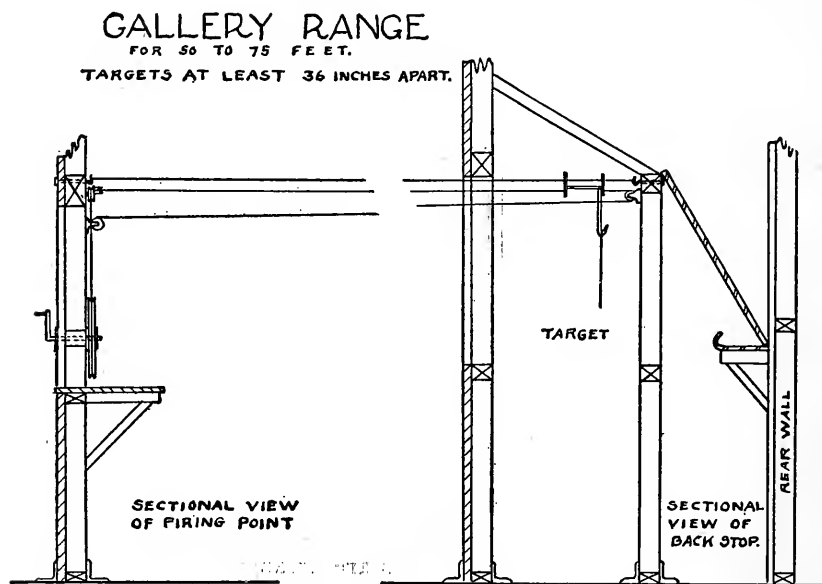 GALLERY RANGE
FOR 50 TO 75 FEET.
TARGETS AT LEAST 36 INCHES APART.
TARGET
REAR WALL
SECTIONAL VIEW
OF FIRING POINT
SECTIONAL
VIEW OF
BACK STOP.